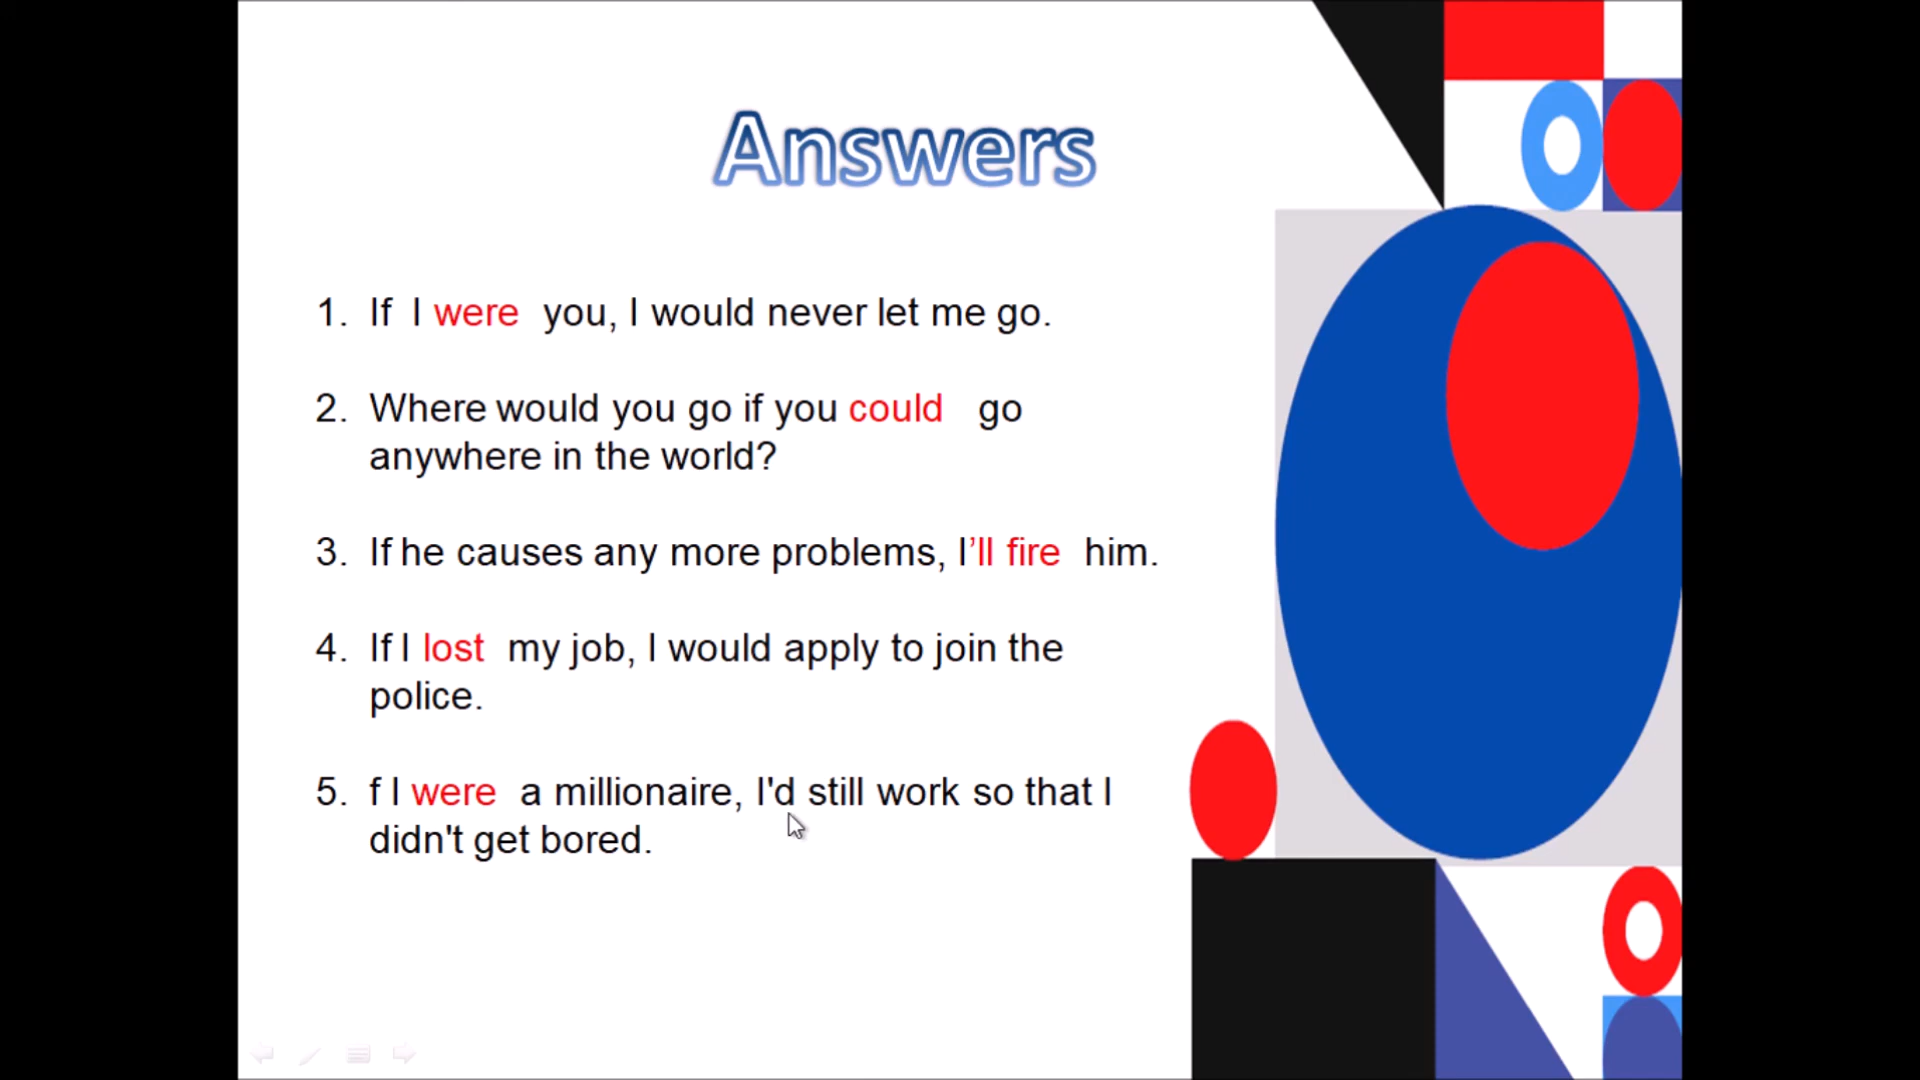 Answers
1. If I were you, I would never let me go.
2. Where would you go if you could go
anywhere in the world?
3. If he causes any more problems, I’ll fire him.
4. If I lost my job, I would apply to join the
police.
5. f I were a millionaire, I'd still work so that I
didn't get bored.